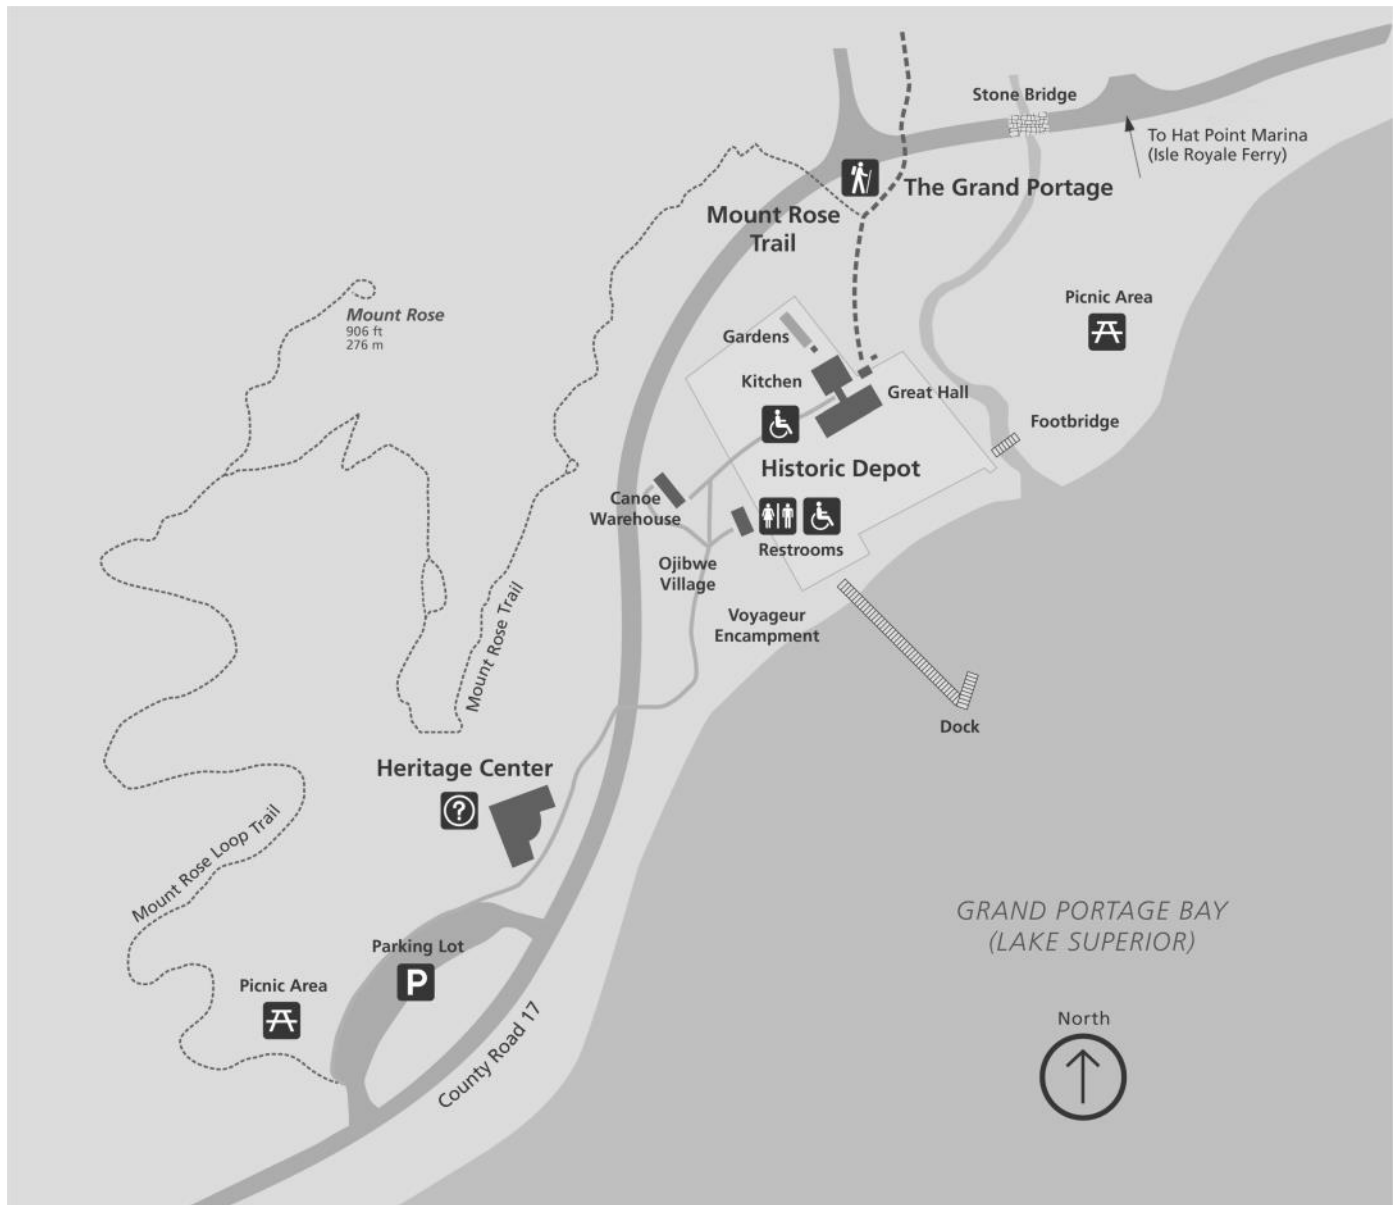 Stone Bridge
To Hat Point Marina
(Isle Royale Ferry)
The Grand Portage
Mount Rose
Trail
Picnic Area
Mount Rose
906 ft
276 m
Gardens
Kitchen
Great Hall
Footbridge
Historic Depot
Canoe
Warehouse
Restrooms
Ojibwe
Village
Voyageur
Encampment
Mount Rose Trail
Dock
Heritage Center
?
Mount Rose Loop Trail
GRAND PORTAGE BAY
(LAKE SUPERIOR)
Parking Lot
P
Picnic Area
County Road 17
North